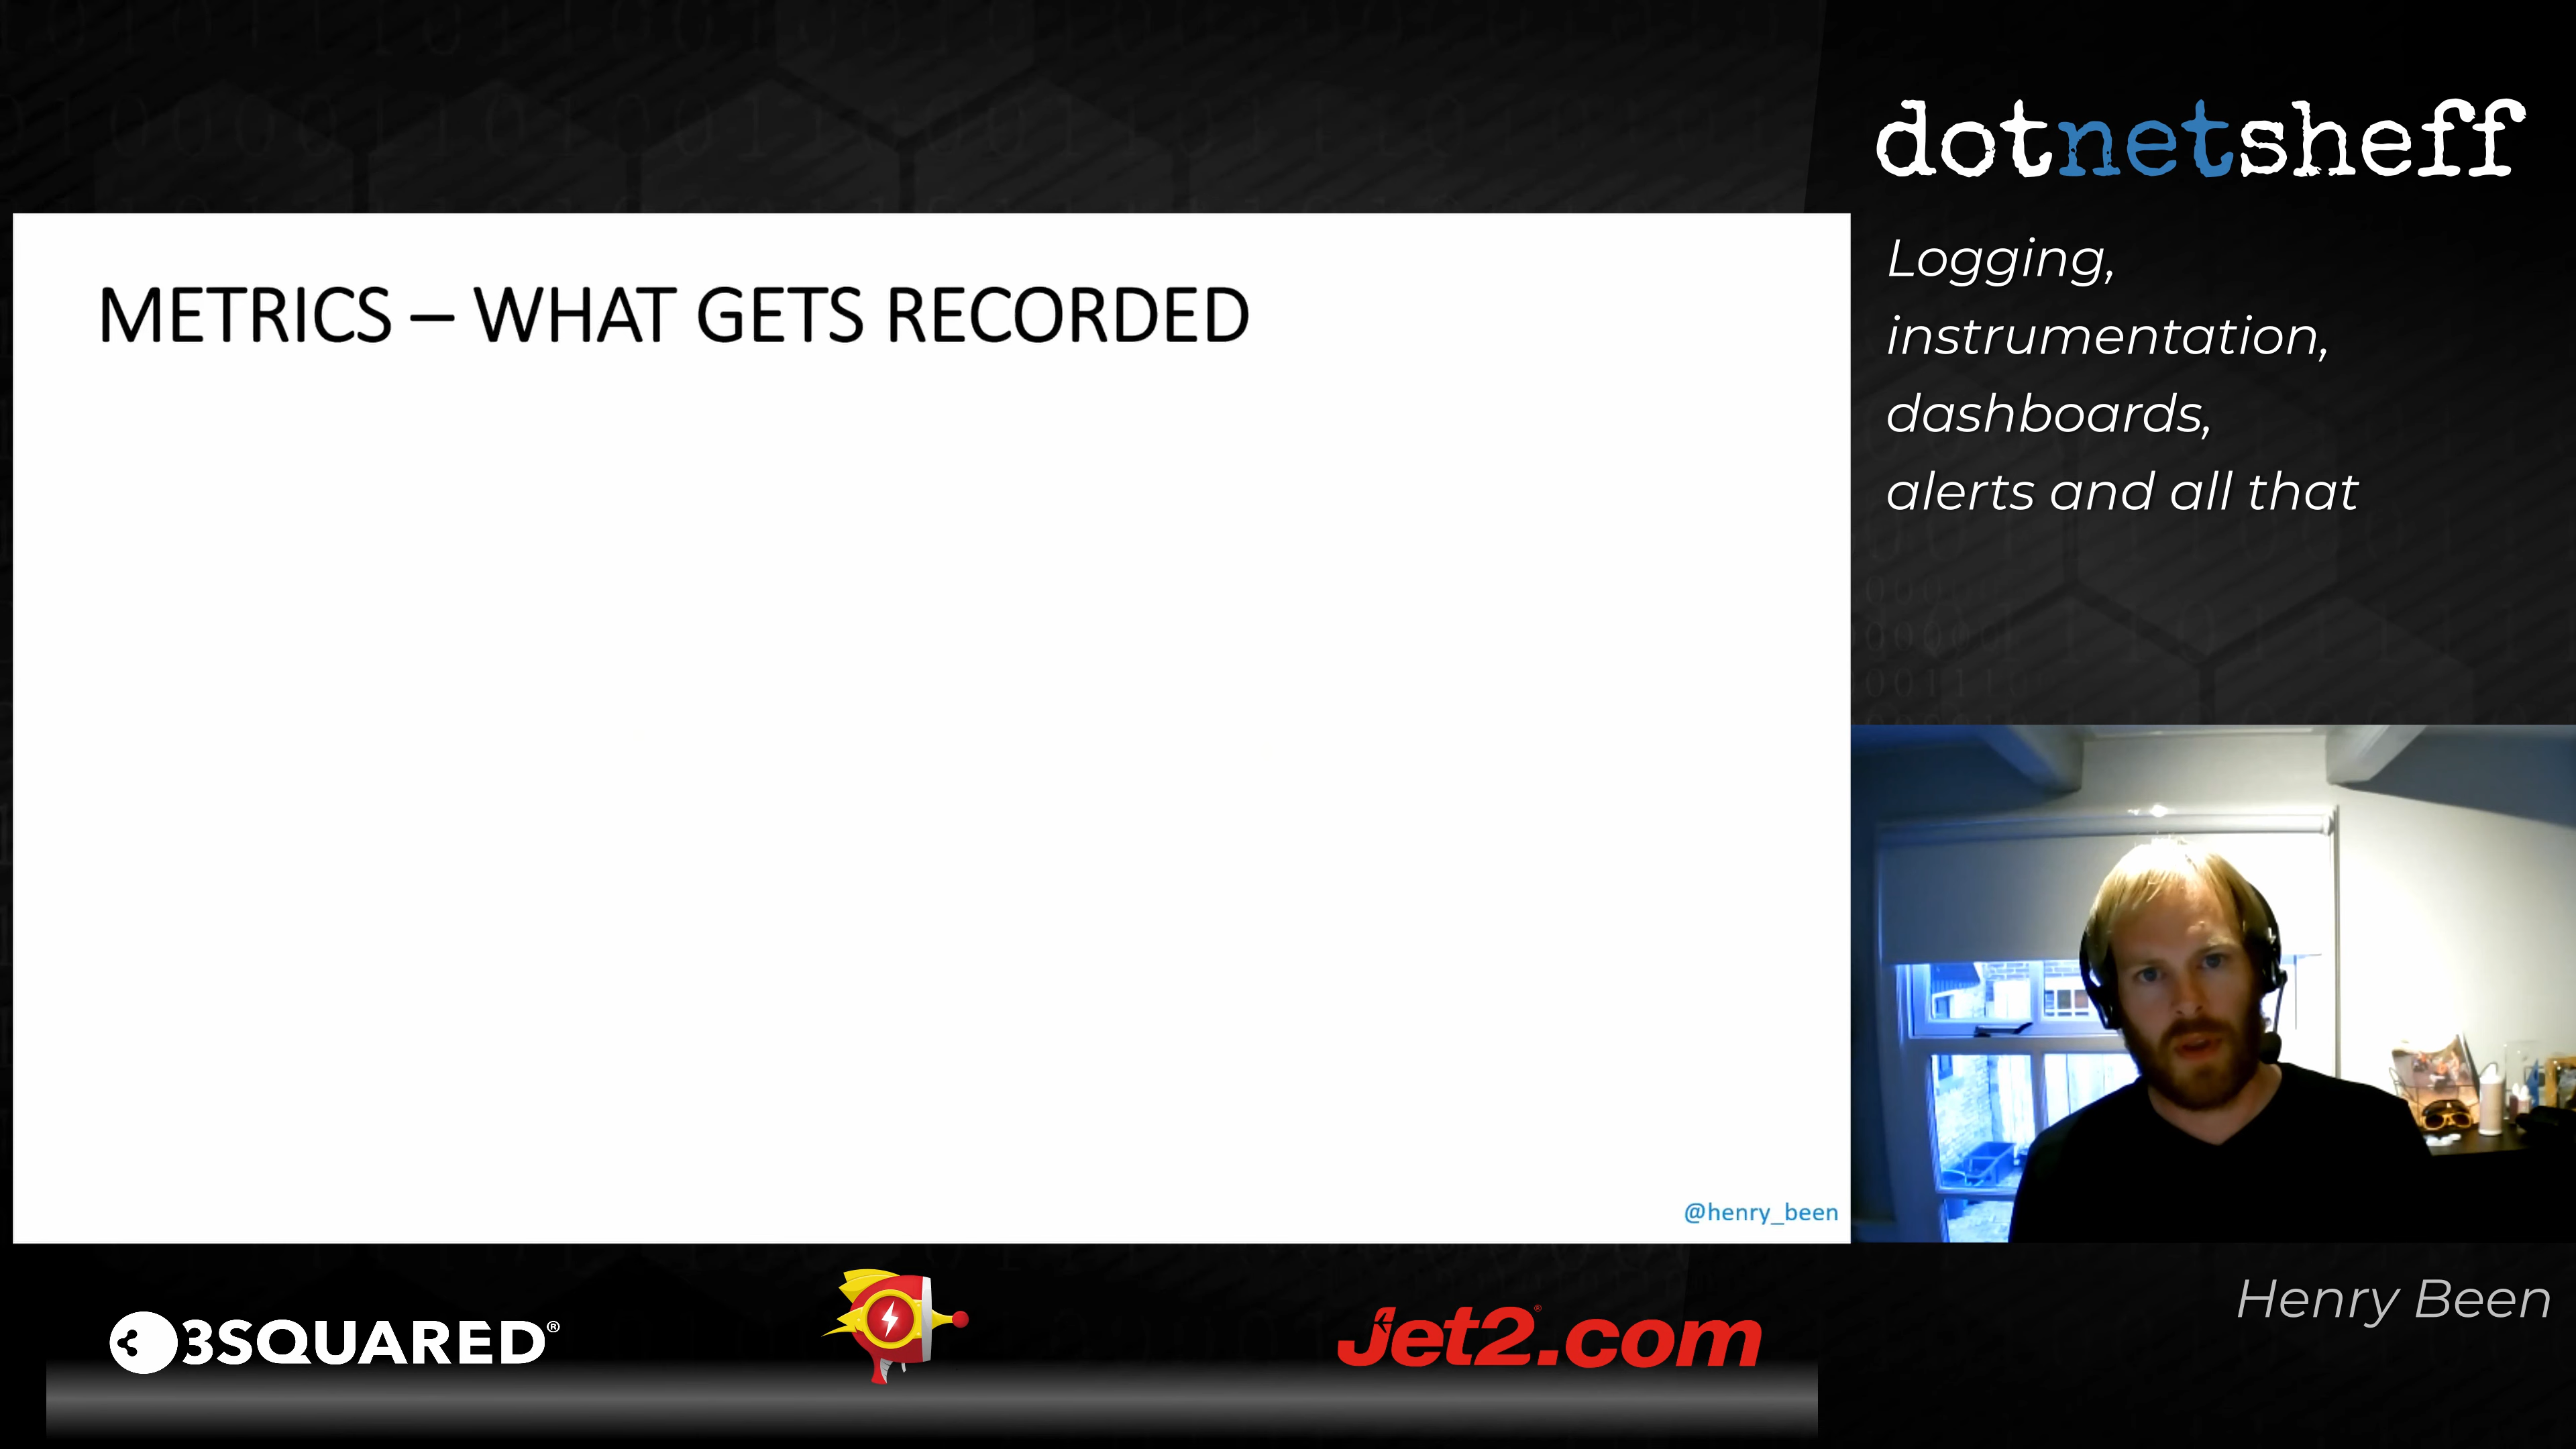 dotnetsheff
Logging,
instrumentation,
dashboards,
alerts and all that
METRICS – WHAT GETS RECORDED
@henry_been
Henry Been
3SQUARED®
Jet2.com®